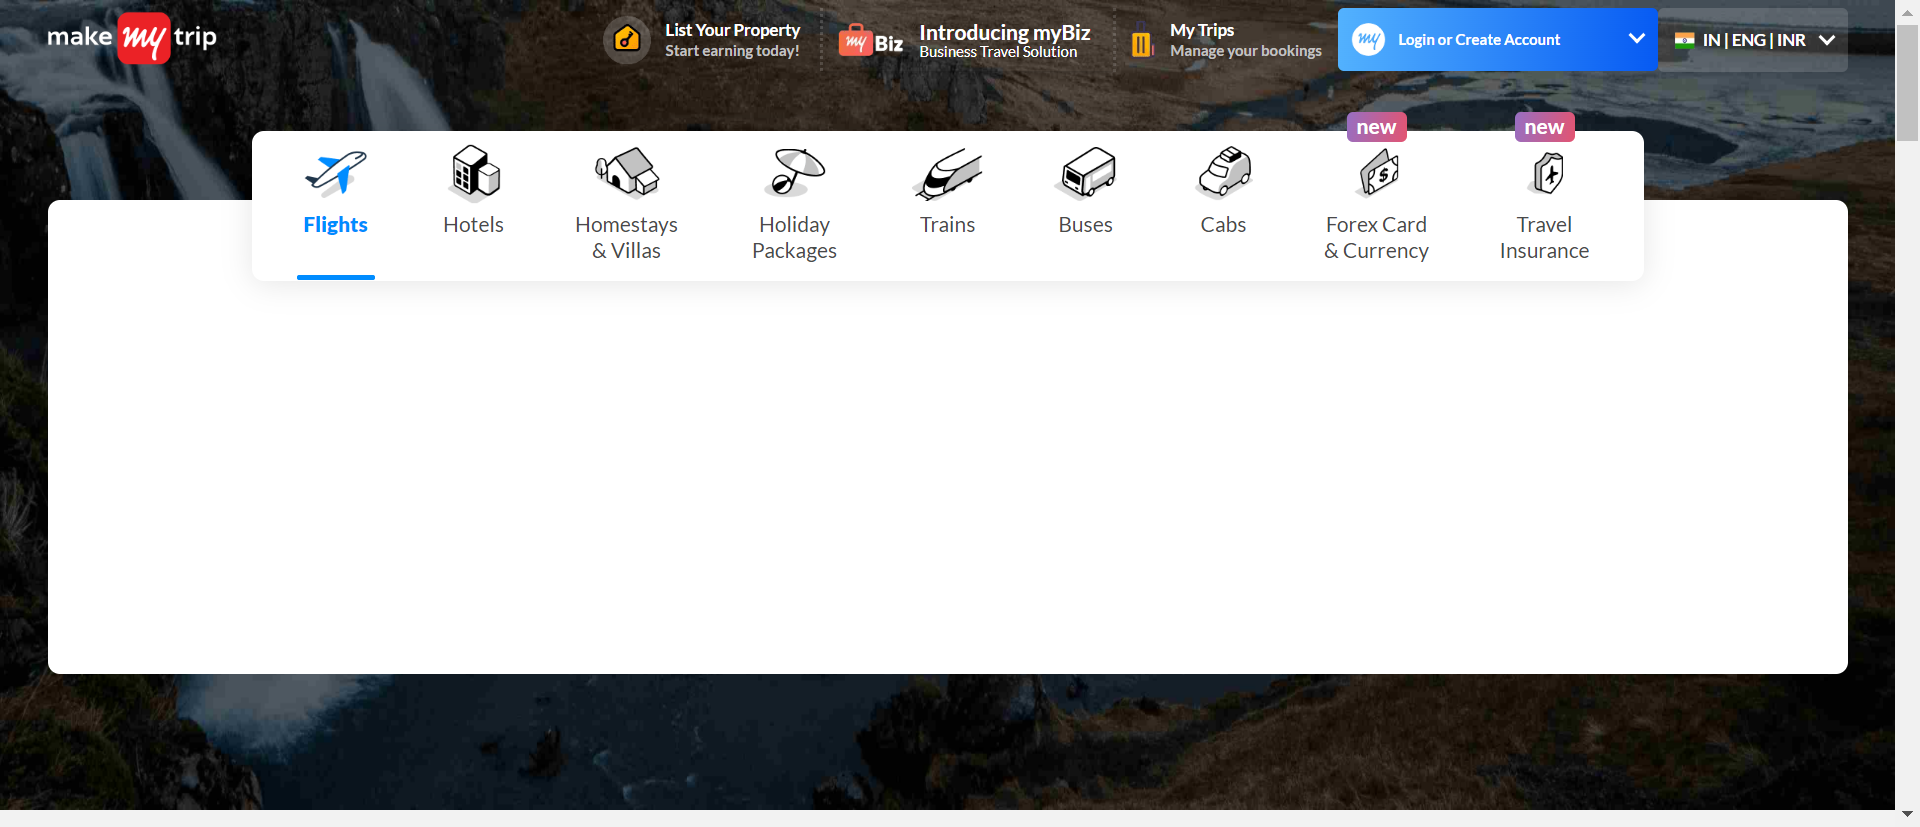 make my trip
List Your Property
Start earning today!
my Biz
Introducing myBiz
Business Travel Solution
My Trips
Manage your bookings
my
Login or Create Account
IN | ENG | INR
new
new
Flights
Hotels
Homestays
& Villas
Holiday
Packages
Trains
Buses
Cabs
Forex Card
& Currency
Travel
Insurance